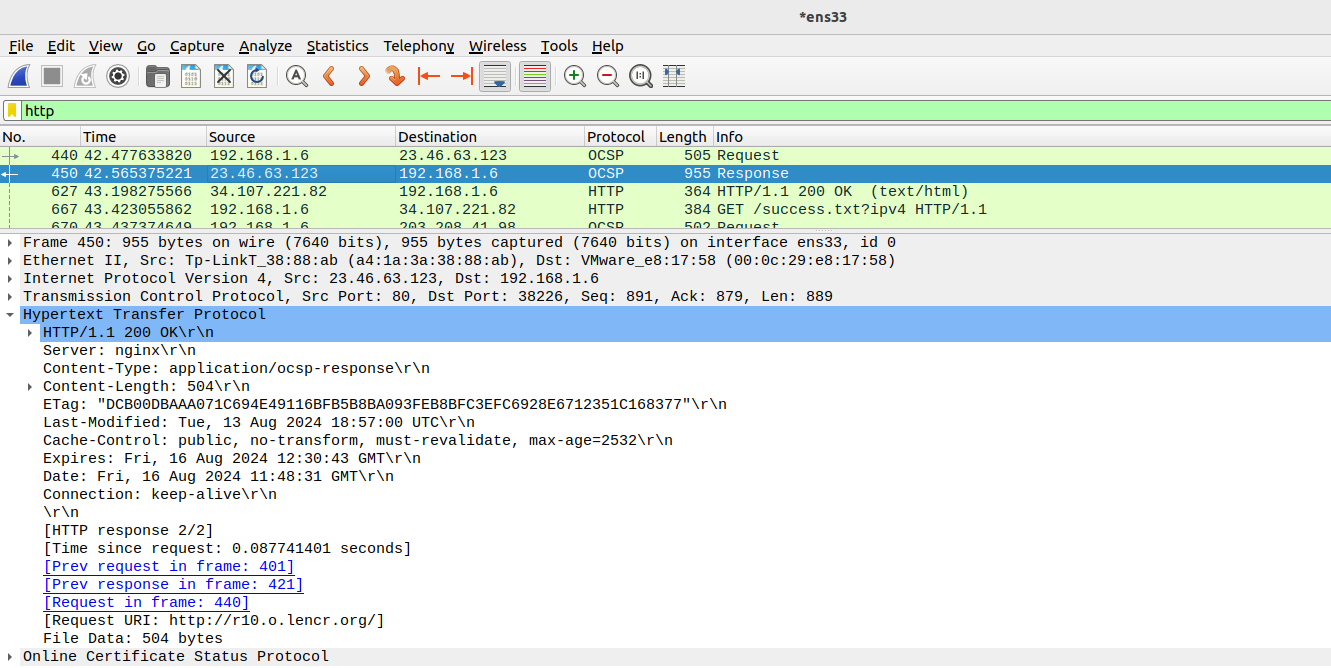 *ens33
File Edit View Go Capture Analyze Statistics Telephony Wireless Tools Help
http
No. Time Source Destination Protocol Length Info
440 42.477633820 192.168.1.6 23.46.63.123 OCSP 505 Request
450 42.565375221 23.46.63.123 192.168.1.6 OCSP 955 Response
627 43.198275566 34.107.221.82 192.168.1.6 HTTP 364 HTTP/1.1 200 OK (text/html)
667 43.423055862 192.168.1.6 34.107.221.82 HTTP 384 GET /success.txt?ipv4 HTTP/1.1
670 43.437374649 192.168.1.6 203.208.41.98 OCSP 502 Request
Frame 450: 955 bytes on wire (7640 bits), 955 bytes captured (7640 bits) on interface ens33, id 0
Ethernet II, Src: Tp-LinkT_38:88:ab (a4:1a:3a:38:88:ab), Dst: VMware_e8:17:58 (00:0c:29:e8:17:58)
Internet Protocol Version 4, Src: 23.46.63.123, Dst: 192.168.1.6
Transmission Control Protocol, Src Port: 80, Dst Port: 38226, Seq: 891, Ack: 879, Len: 889
Hypertext Transfer Protocol
HTTP/1.1 200 OK\r\n
Server: nginx\r\n
Content-Type: application/ocsp-response\r\n
Content-Length: 504\r\n
ETag: "DCB00DBAAA071C694E49116BFB5B8BA093FEB8BFC3EFC6928E6712351C168377"\r\n
Last-Modified: Tue, 13 Aug 2024 18:57:00 UTC\r\n
Cache-Control: public, no-transform, must-revalidate, max-age=2532\r\n
Expires: Fri, 16 Aug 2024 12:30:43 GMT\r\n
Date: Fri, 16 Aug 2024 11:48:31 GMT\r\n
Connection: keep-alive\r\n
\r\n
[HTTP response 2/2]
[Time since request: 0.087741401 seconds]
[Prev request in frame: 401]
[Prev response in frame: 421]
[Request in frame: 440]
[Request URI: http://r10.o.lencr.org/]
File Data: 504 bytes
Online Certificate Status Protocol